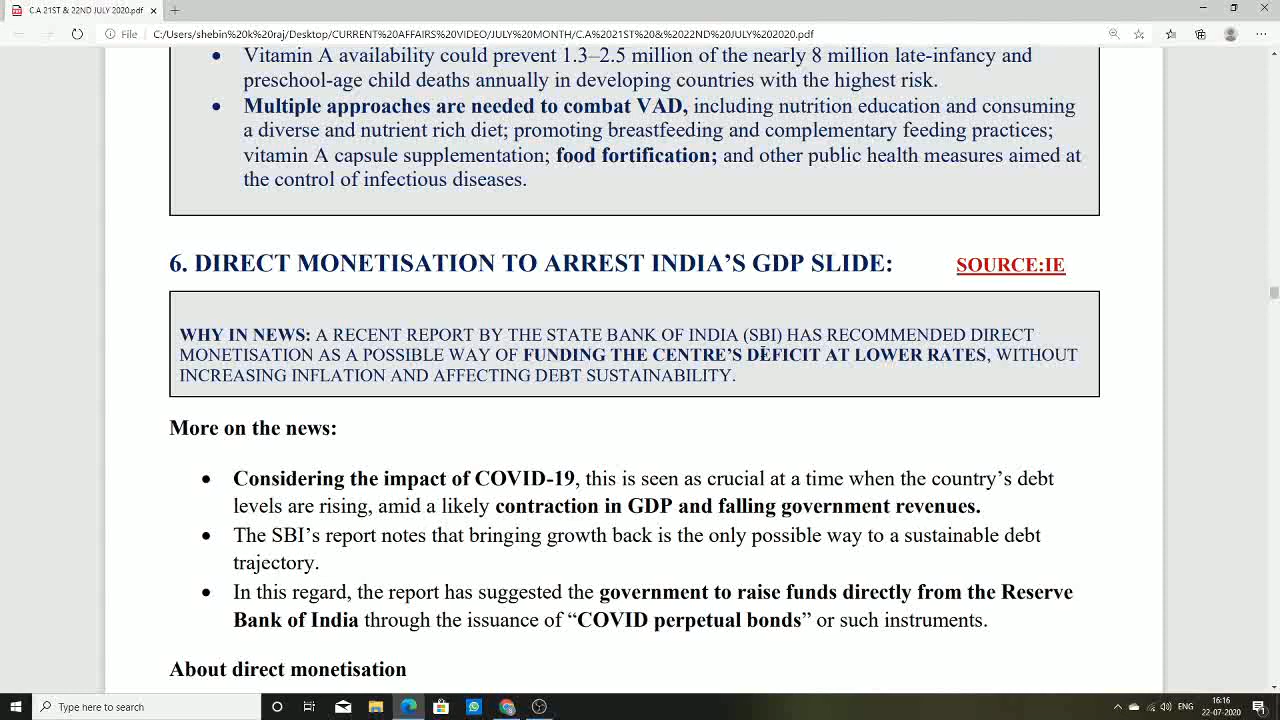 C.A 21ST & 22ND JULY 2020.pdf
File
C:/Users/shebin%20k%20raj/Desktop/CURRENT%20AFFAIRS%20VIDEO/JULY%20MONTH/C.A%2021ST%20&%2022ND%20JULY%202020.pdf
• Vitamin A availability could prevent 1.3–2.5 million of the nearly 8 million late-infancy and
preschool-age child deaths annually in developing countries with the highest risk.
• Multiple approaches are needed to combat VAD, including nutrition education and consuming
a diverse and nutrient rich diet; promoting breastfeeding and complementary feeding practices;
vitamin A capsule supplementation; food fortification; and other public health measures aimed at
the control of infectious diseases.
6. DIRECT MONETISATION TO ARREST INDIA’S GDP SLIDE: SOURCE:IE
WHY IN NEWS: A RECENT REPORT BY THE STATE BANK OF INDIA (SBI) HAS RECOMMENDED DIRECT
MONETISATION AS A POSSIBLE WAY OF FUNDING THE CENTRE’S DEFICIT AT LOWER RATES, WITHOUT
INCREASING INFLATION AND AFFECTING DEBT SUSTAINABILITY.
More on the news:
• Considering the impact of COVID-19, this is seen as crucial at a time when the country’s debt
levels are rising, amid a likely contraction in GDP and falling government revenues.
• The SBI’s report notes that bringing growth back is the only possible way to a sustainable debt
trajectory.
• In this regard, the report has suggested the government to raise funds directly from the Reserve
Bank of India through the issuance of “COVID perpetual bonds” or such instruments.
About direct monetisation
Type here to search
ENG
16:16
22-07-2020